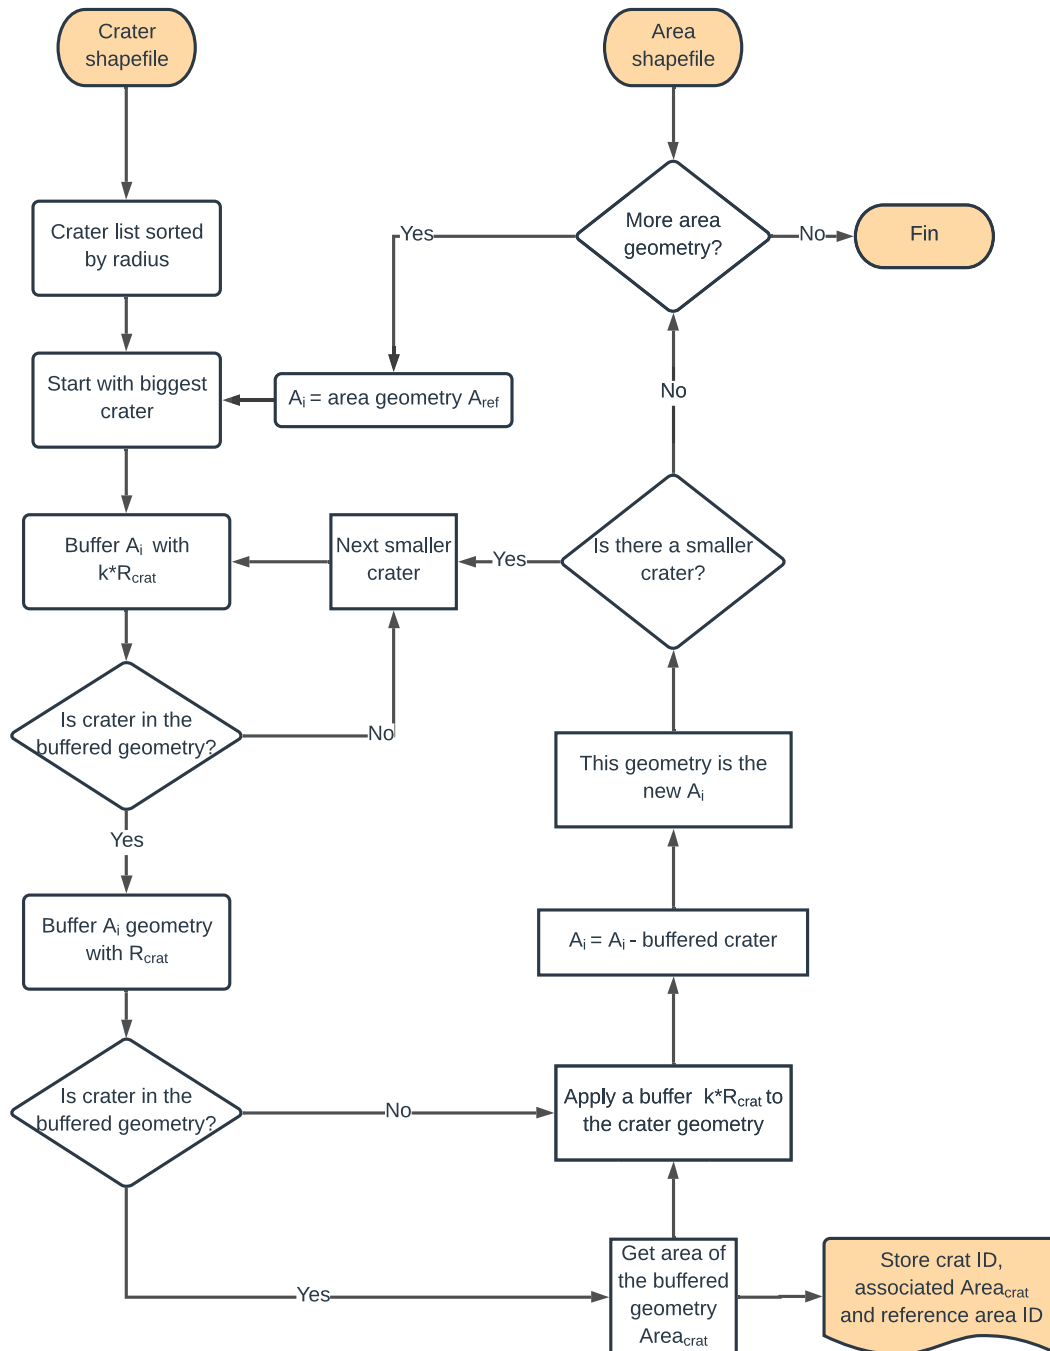 Crater
shapefile
Area
shapefile
Crater list sorted
by radius
More area
geometry?
Yes
No
Fin
Start with biggest
crater
Ai = area geometry Aref
No
Buffer Ai with
k*Rcrat
Next smaller
crater
Yes
Is there a smaller
crater?
Is crater in the
buffered geometry?
No
This geometry is the
new Ai
Yes
Buffer Ai geometry
with Rcrat
Ai = Ai - buffered crater
Is crater in the
buffered geometry?
No
Apply a buffer k*Rcrat to
the crater geometry
Yes
Get area of
the buffered
geometry
Areacrat
Store crat ID,
associated Areacrat
and reference area ID